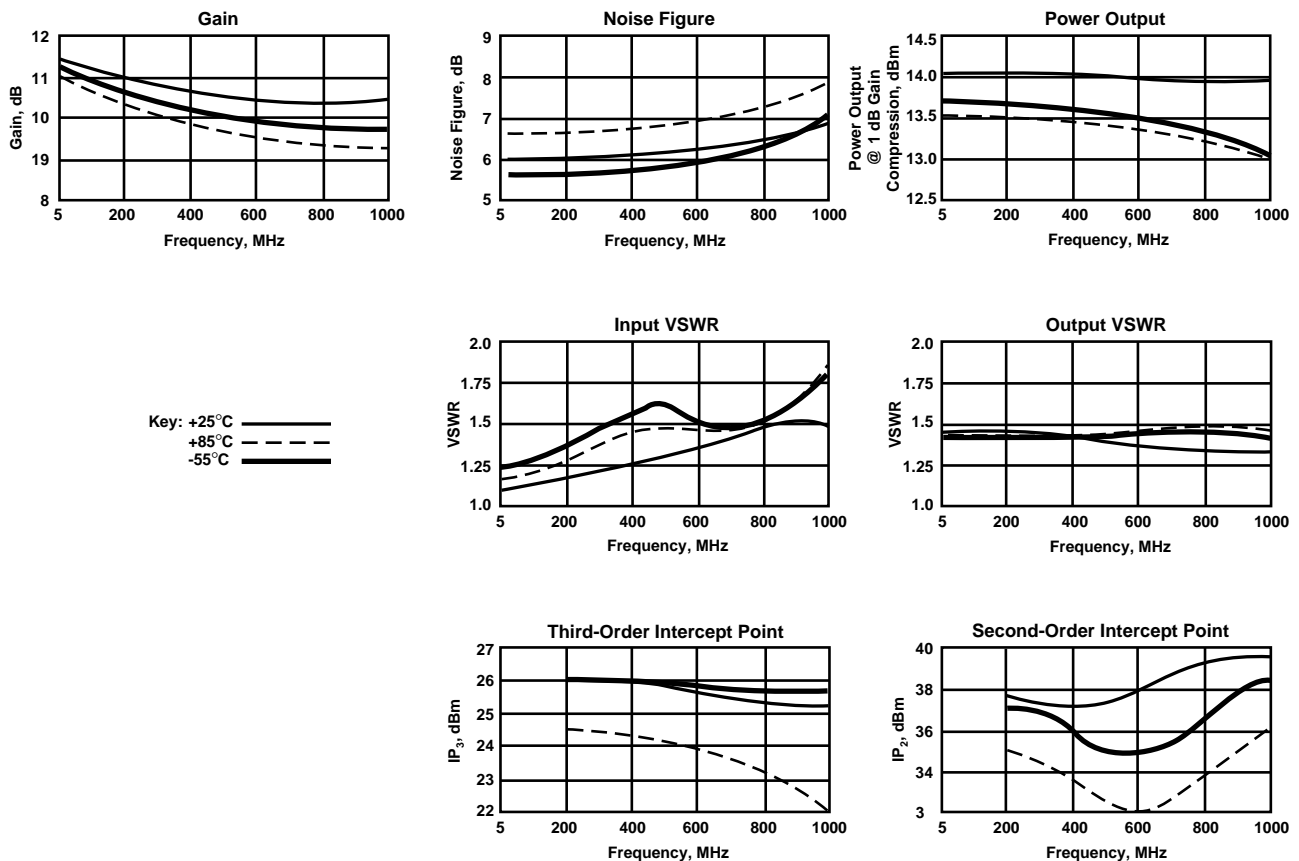 Gain
12
11
10
19
8
Gain, dB
5 200 400 600 800 1000
Frequency, MHz
Noise Figure
9
8
7
6
5
Noise Figure, dB
5 200 400 600 800 1000
Frequency, MHz
Power Output
14.5
14.0
13.5
13.0
12.5
Power Output
@ 1 dB Gain
Compression, dBm
5 200 400 600 800 1000
Frequency, MHz
Key: +25°C
+85°C
-55°C
Input VSWR
2.0
1.75
1.5
1.25
1.0
VSWR
5 200 400 600 800 1000
Frequency, MHz
Output VSWR
2.0
1.75
1.5
1.25
1.0
VSWR
5 200 400 600 800 1000
Frequency, MHz
Third-Order Intercept Point
27
26
25
24
23
22
IP3, dBm
5 200 400 600 800 1000
Frequency, MHz
Second-Order Intercept Point
40
38
36
34
3
IP2, dBm
5 200 400 600 800 1000
Frequency, MHz